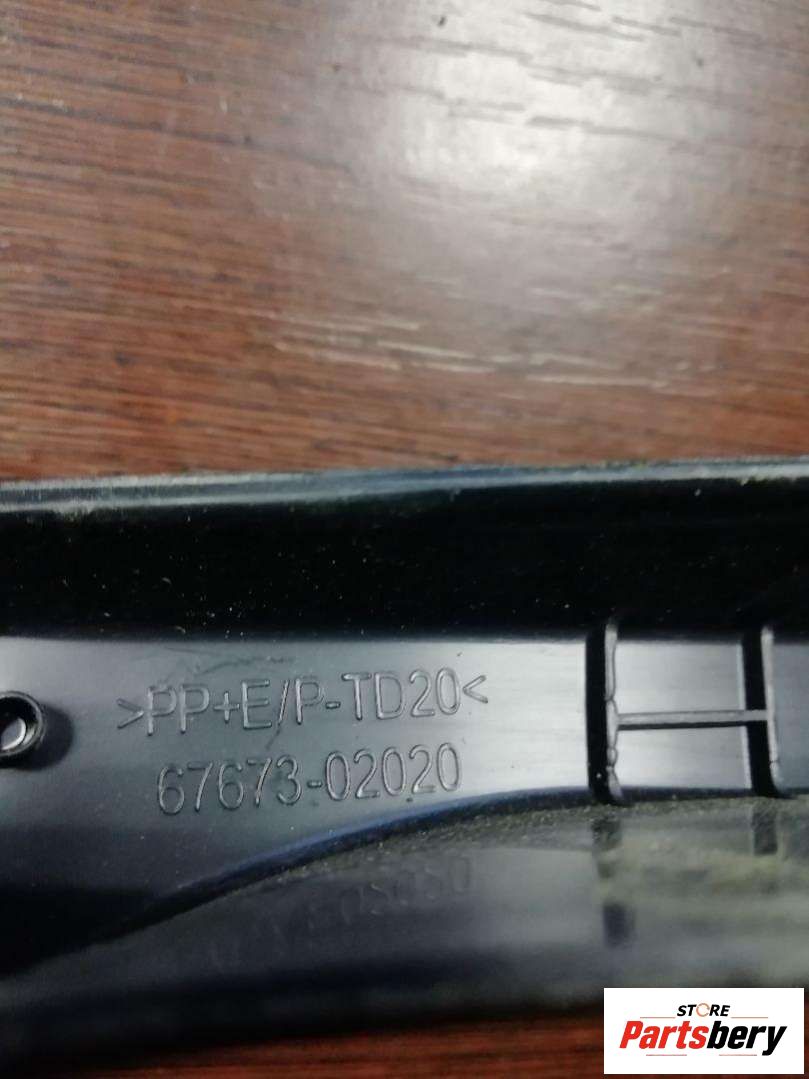 >PP+E/P-TD20<
67673-02020
STORE
Partsbery